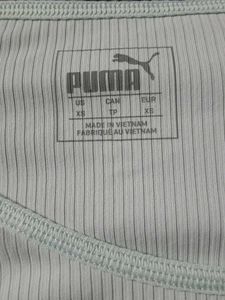 PUMA
US CAN EUR
XS TP XS
MADE IN VIETNAM
FABRIQUÉ AU VIETNAM